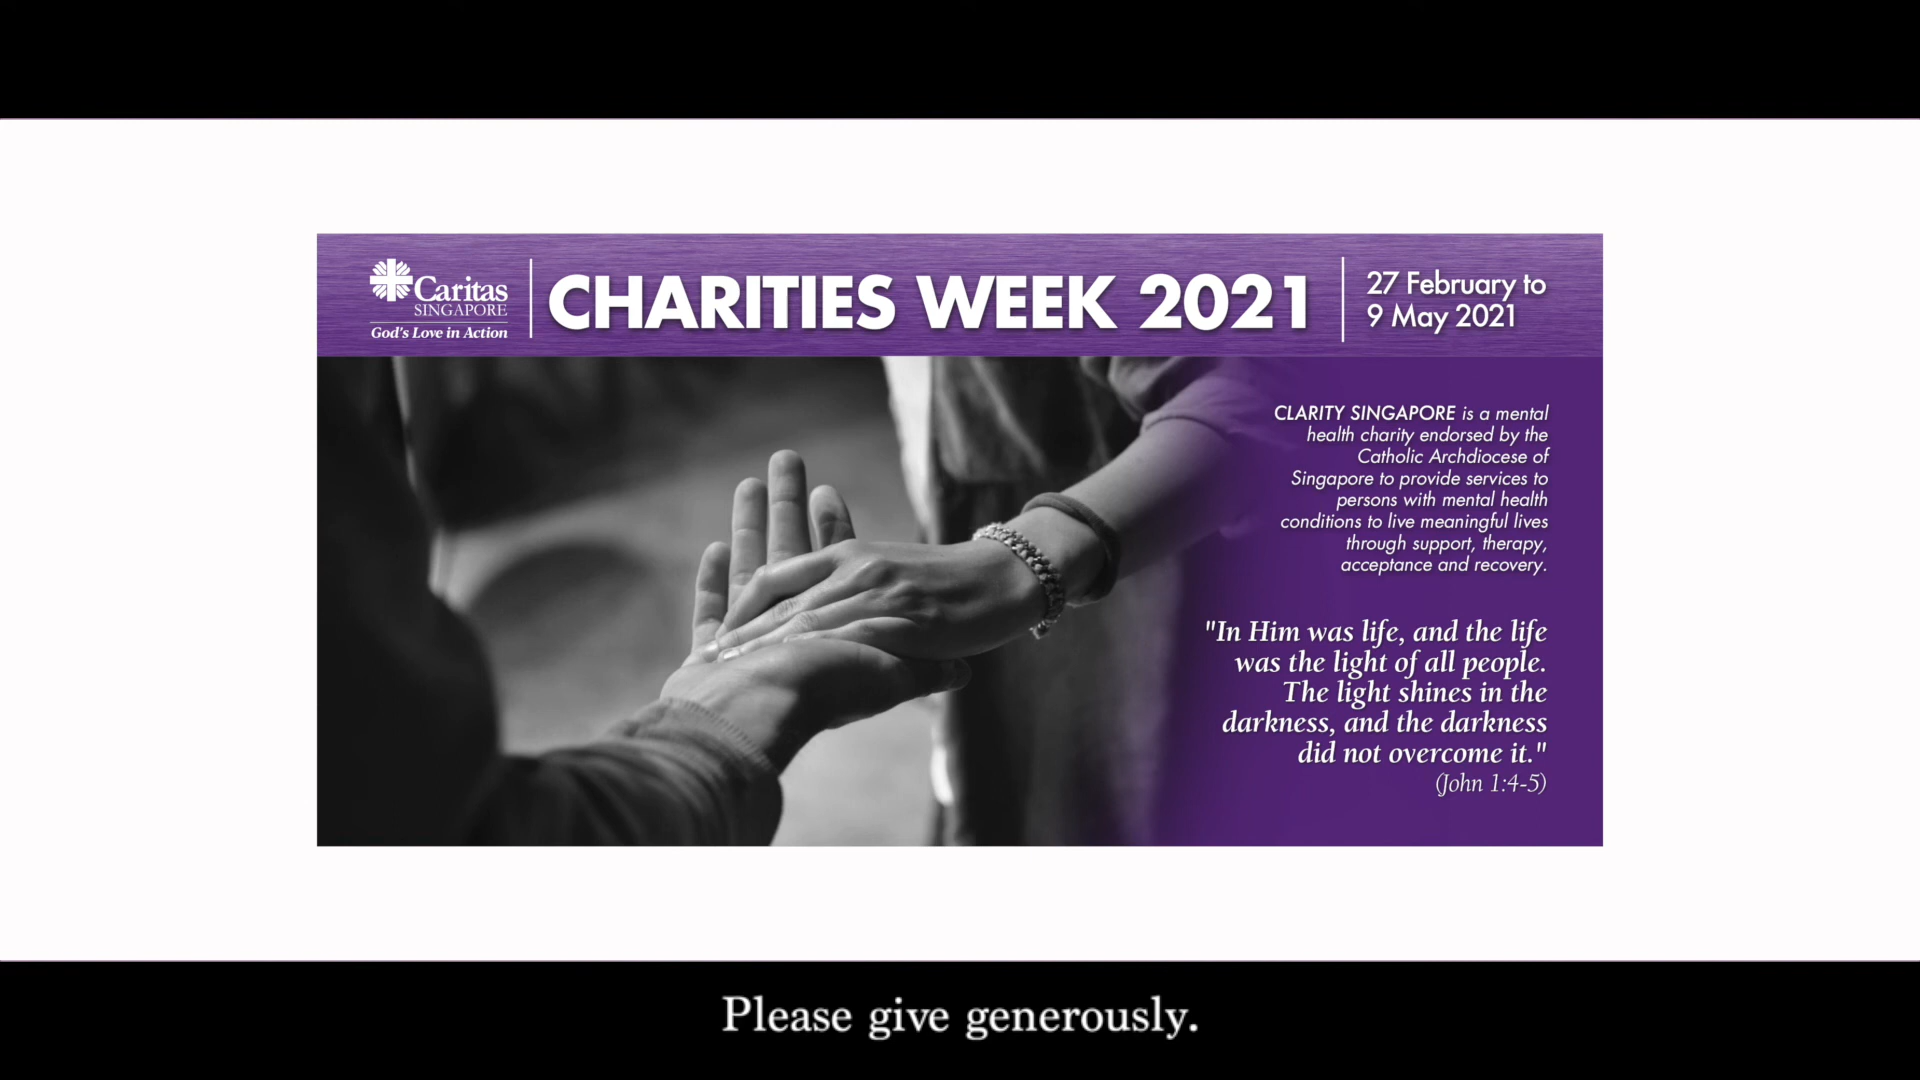 Caritas
SINGAPORE
God's Love in Action
CHARITIES WEEK 2021
27 February to
9 May 2021
CLARITY SINGAPORE is a mental
health charity endorsed by the
Catholic Archdiocese of
Singapore to provide services to
persons with mental health
conditions to live meaningful lives
through support, therapy,
acceptance and recovery.
"In Him was life, and the life
was the light of all people.
The light shines in the
darkness, and the darkness
did not overcome it."
(John 1:4-5)
Please give generously.